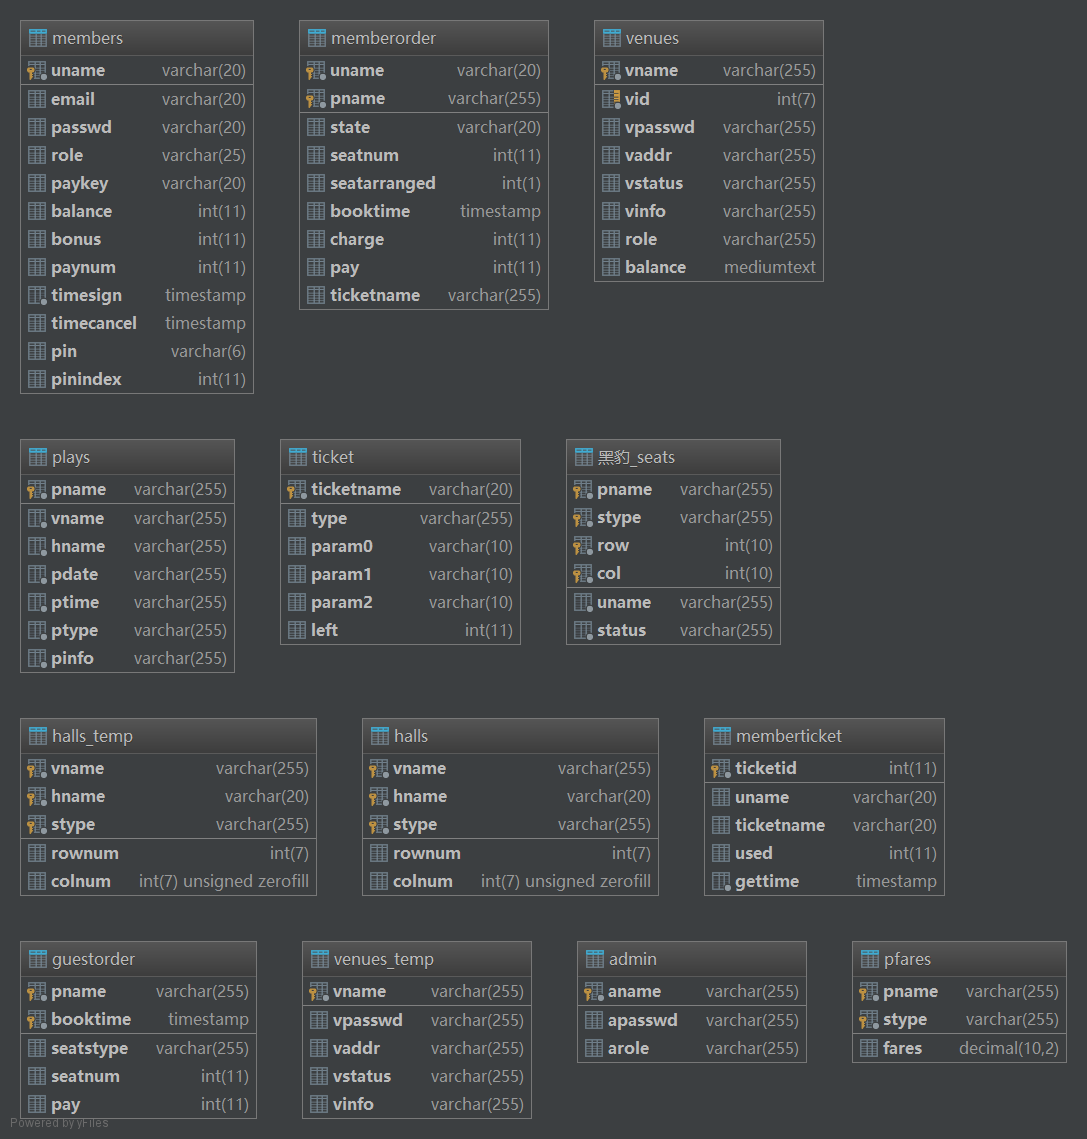 members
uname varchar(20)
email varchar(20)
passwd varchar(20)
role varchar(25)
paykey varchar(20)
balance int(11)
bonus int(11)
paynum int(11)
timesign timestamp
timecancel timestamp
pin varchar(6)
pinindex int(11)
memberorder
uname varchar(20)
pname varchar(255)
state varchar(20)
seatnum int(11)
seatarranged int(1)
booktime timestamp
charge int(11)
pay int(11)
ticketname varchar(255)
venues
vname varchar(255)
vid int(7)
vpasswd varchar(255)
vaddr varchar(255)
vstatus varchar(255)
vinfo varchar(255)
role varchar(255)
balance mediumtext
plays
pname varchar(255)
vname varchar(255)
hname varchar(255)
pdate varchar(255)
ptime varchar(255)
ptype varchar(255)
pinfo varchar(255)
ticket
ticketname varchar(20)
type varchar(255)
param0 varchar(10)
param1 varchar(10)
param2 varchar(10)
left int(11)
黑豹_seats
pname varchar(255)
stype varchar(255)
row int(10)
col int(10)
uname varchar(255)
status varchar(255)
halls_temp
vname varchar(255)
hname varchar(20)
stype varchar(255)
rownum int(7)
colnum int(7) unsigned zerofill
halls
vname varchar(255)
hname varchar(20)
stype varchar(255)
rownum int(7)
colnum int(7) unsigned zerofill
memberticket
ticketid int(11)
uname varchar(20)
ticketname varchar(20)
used int(11)
gettime timestamp
guestorder
pname varchar(255)
booktime timestamp
seatstype varchar(255)
seatnum int(11)
pay int(11)
venues_temp
vname varchar(255)
vpasswd varchar(255)
vaddr varchar(255)
vstatus varchar(255)
vinfo varchar(255)
admin
aname varchar(255)
apasswd varchar(255)
arole varchar(255)
pfares
pname varchar(255)
stype varchar(255)
fares decimal(10,2)
Powered by yFiles